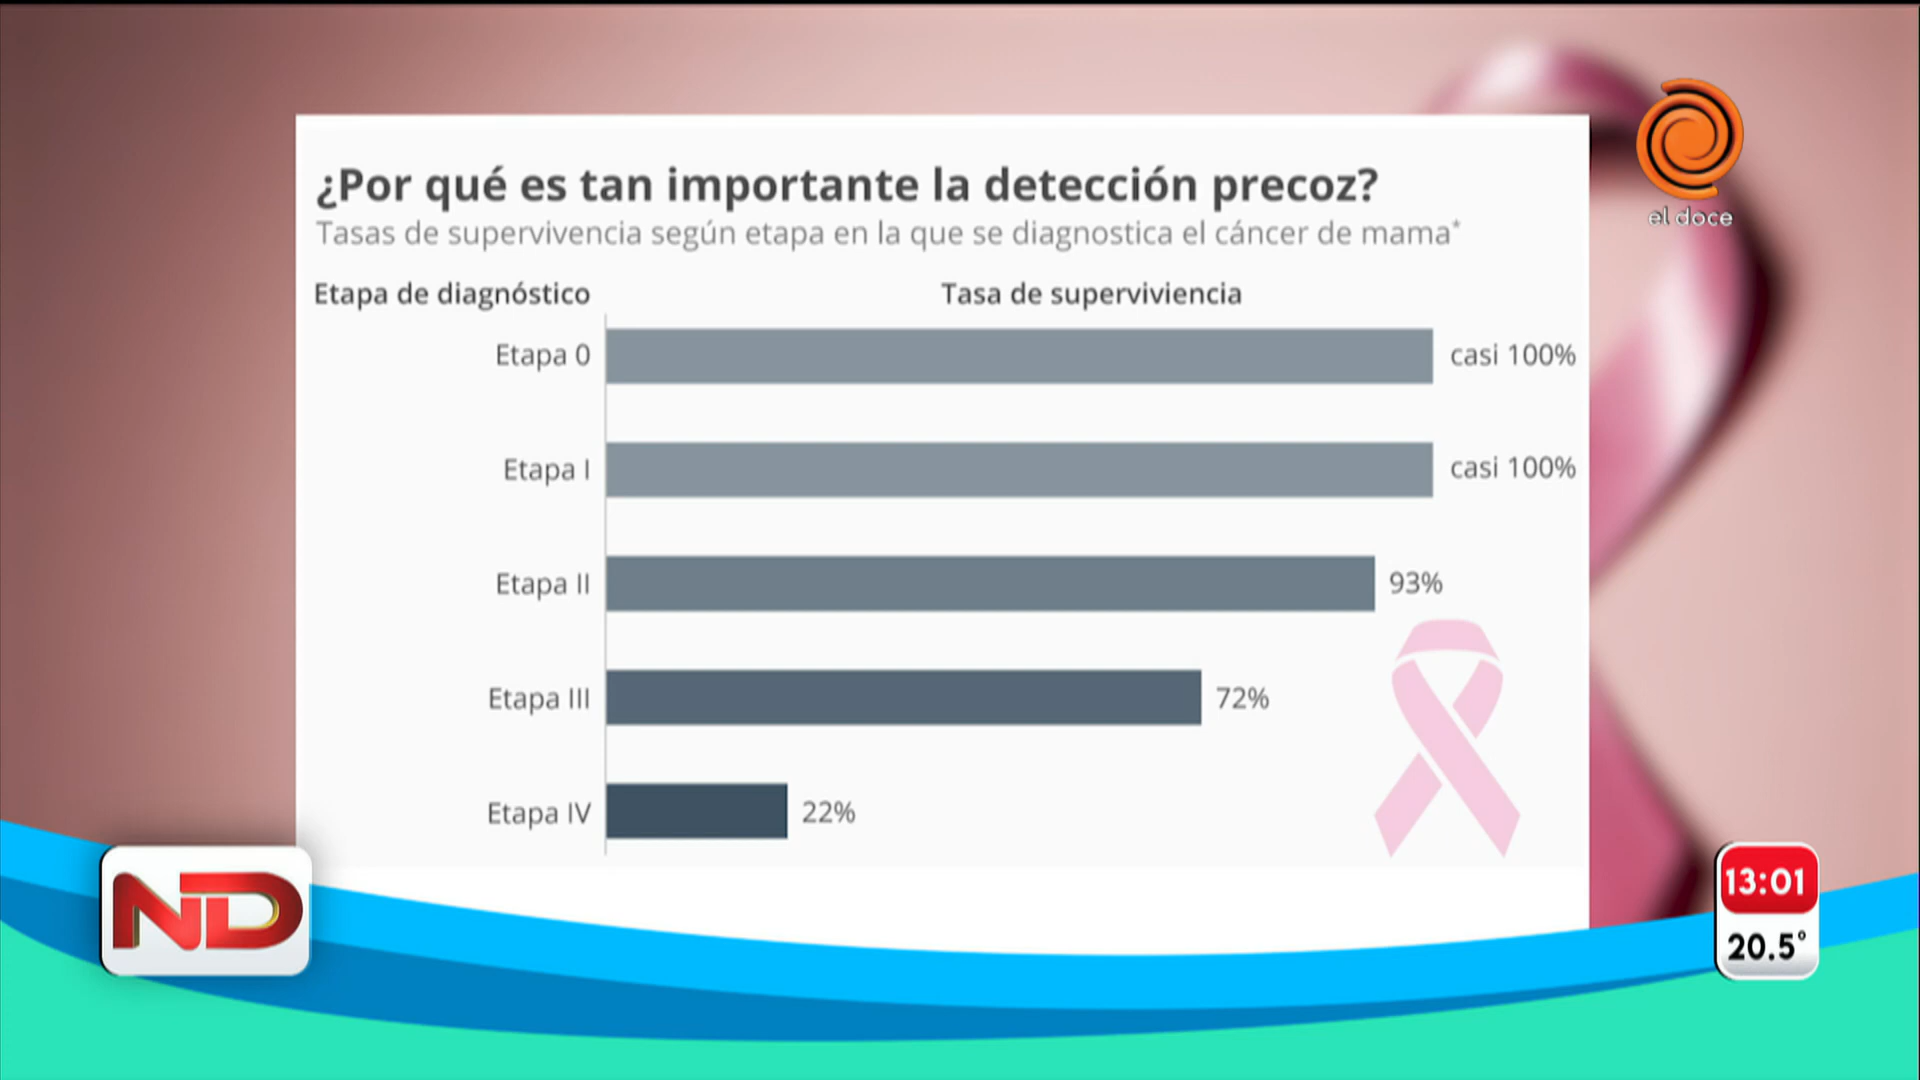 ¿Por qué es tan importante la detección precoz?
Tasas de supervivencia según etapa en la que se diagnostica el cáncer de mama*
Etapa de diagnóstico
Tasa de superviviencia
Etapa 0
casi 100%
Etapa I
casi 100%
Etapa II
93%
Etapa III
72%
Etapa IV
22%
el doce
ND
13:01
20.5°